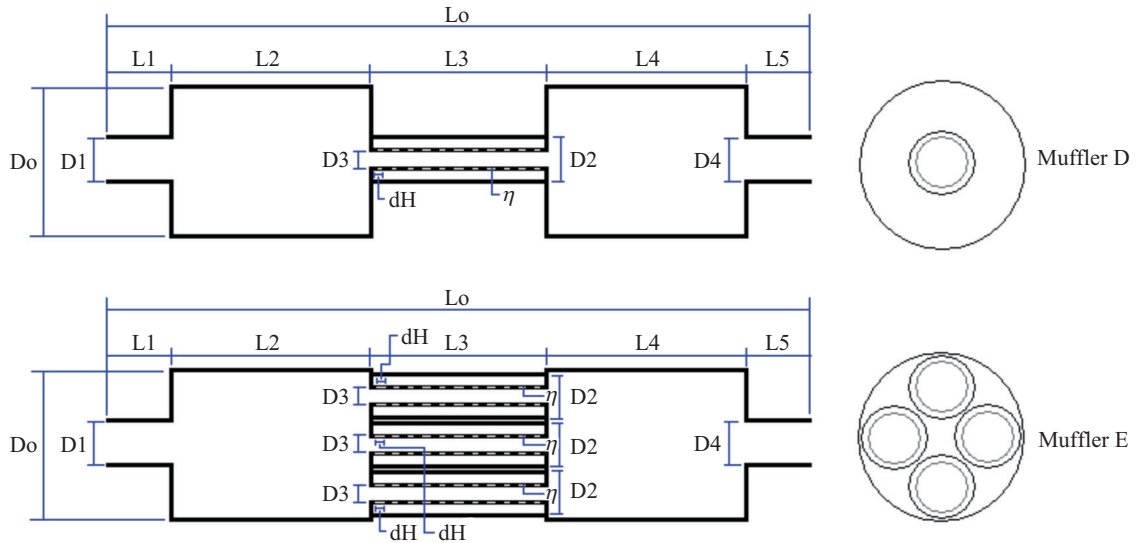 Lo
L1 L2 L3 L4 L5
Do D1 D3 D2 D4 Muffler D
dH η
Lo
L1 L2 dH L3 L4 L5
D3 η D2
Do D1 D3 η D2 D4 Muffler E
D3 η D2
dH dH